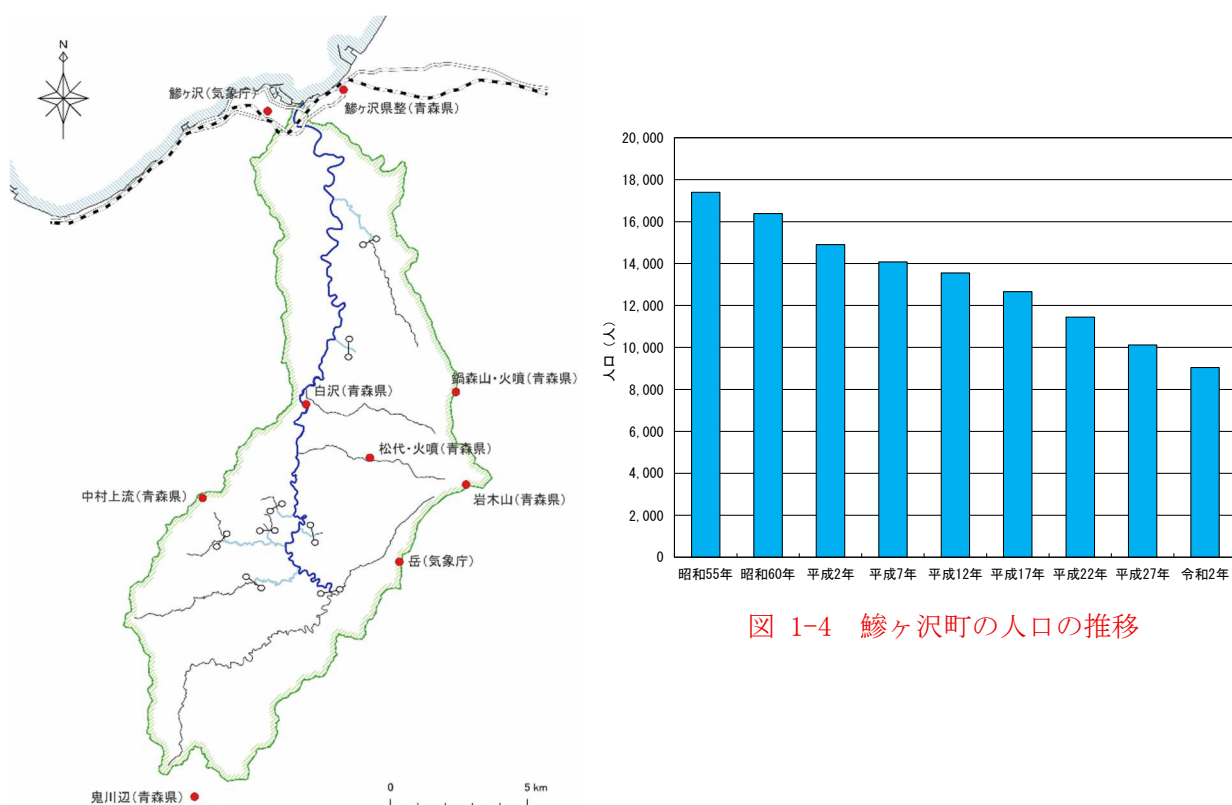 N
鰺ヶ沢(気象庁)
鰺ヶ沢県整(青森県)
鍋森山・火噴(青森県)
白沢(青森県)
松代・火噴(青森県)
中村上流(青森県)
岩木山(青森県)
岳(気象庁)
鬼川辺(青森県)
0 5 km
人口(人)
20,000
18,000
16,000
14,000
12,000
10,000
8,000
6,000
4,000
2,000
0
昭和55年 昭和60年 平成2年 平成7年 平成12年 平成17年 平成22年 平成27年 令和2年
図 1-4 鰺ヶ沢町の人口の推移